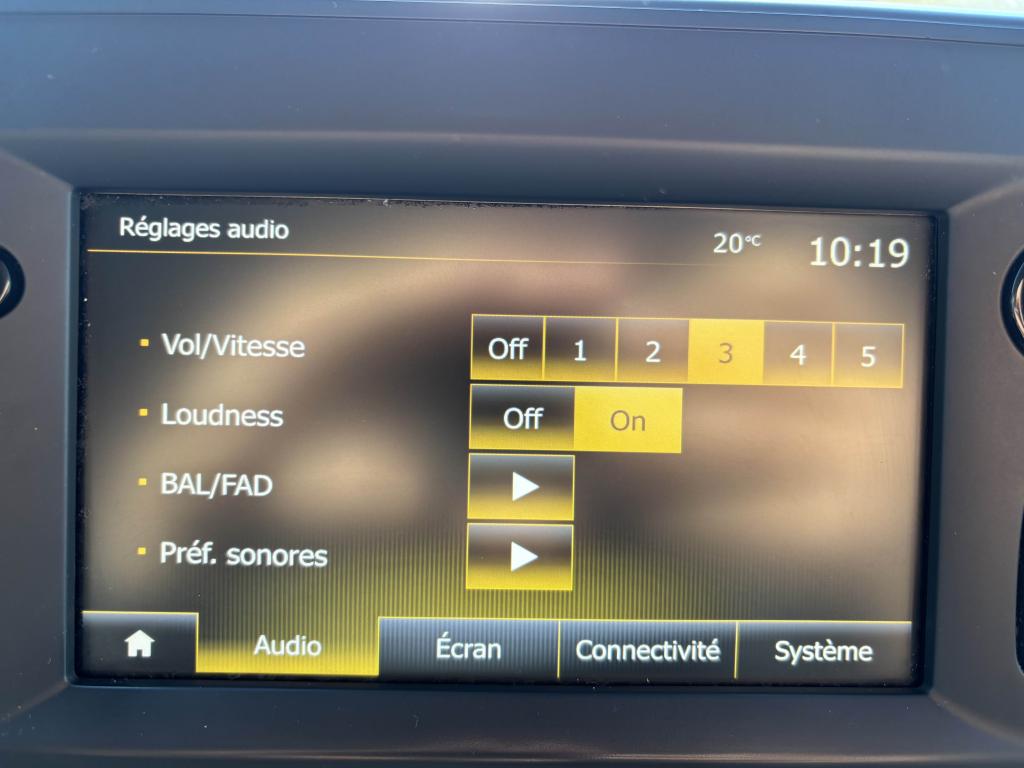 Réglages audio
20°C
10:19
Vol/Vitesse Off 1 2 3 4 5
Loudness Off On
BAL/FAD
Préf. sonores
Audio Écran Connectivité Système